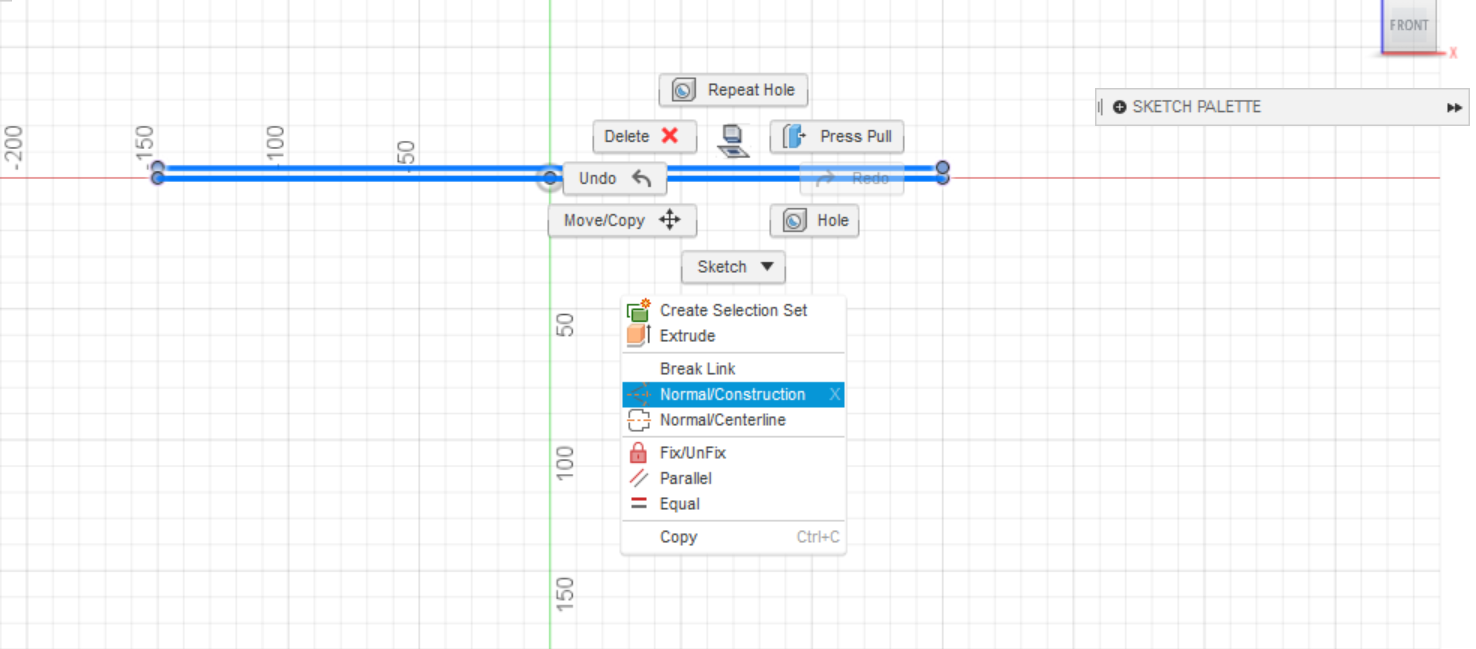 FRONT
X
Repeat Hole
SKETCH PALETTE
Delete
Press Pull
-200
-150
-100
-50
Undo
Redo
Move/Copy
Hole
Sketch
Create Selection Set
50
Extrude
Break Link
Normal/Construction X
Normal/Centerline
Fix/UnFix
100
Parallel
Equal
Copy Ctrl+C
150